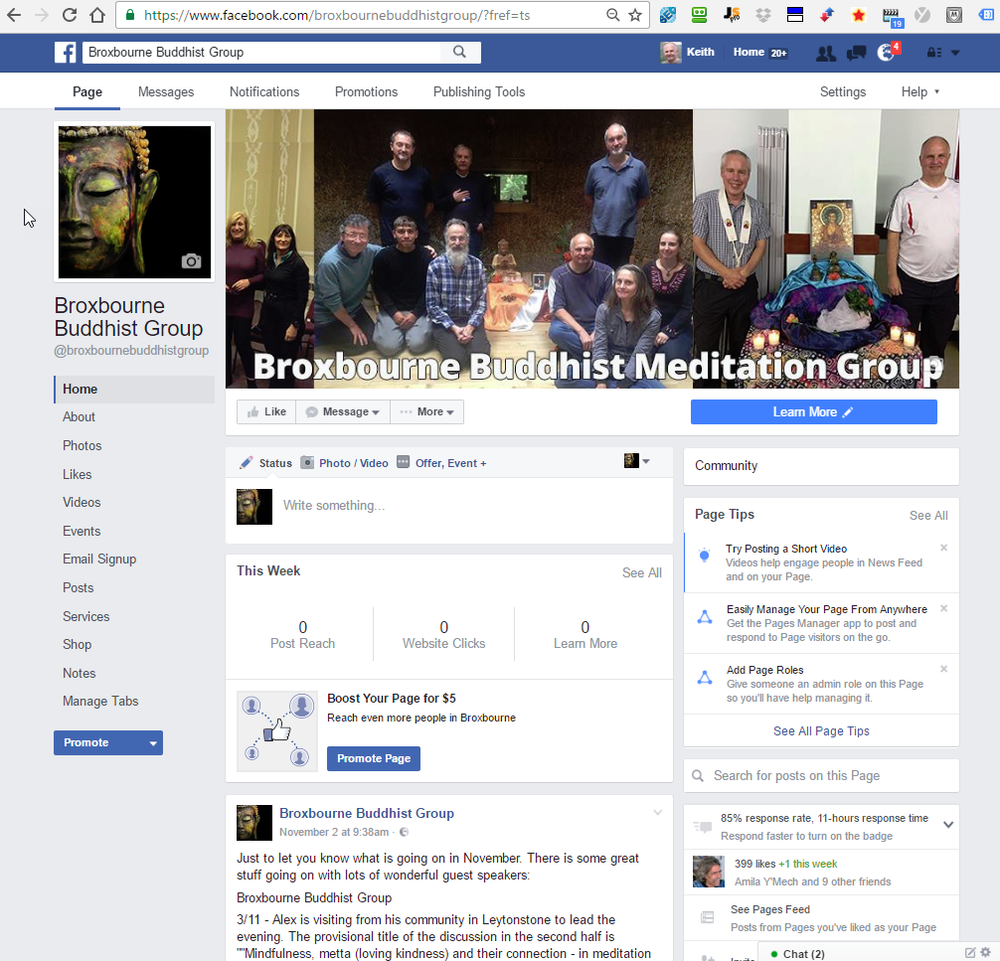 https://www.facebook.com/broxbournebuddhistgroup/?fref=ts
19
Broxbourne Buddhist Group
Keith
Home 20+
4
Page
Messages
Notifications
Promotions
Publishing Tools
Settings
Help
Broxbourne Buddhist Meditation Group
Broxbourne
Buddhist Group
@broxbournebuddhistgroup
Home
About
Photos
Likes
Videos
Events
Email Signup
Posts
Services
Shop
Notes
Manage Tabs
Promote
Like
Message
More
Learn More
Status
Photo / Video
Offer, Event +
Write something...
This Week
See All
0
Post Reach
0
Website Clicks
0
Learn More
Boost Your Page for $5
Reach even more people in Broxbourne
Promote Page
Broxbourne Buddhist Group
November 2 at 9:38am ·
Just to let you know what is going on in November. There is some great
stuff going on with lots of wonderful guest speakers:
Broxbourne Buddhist Group
3/11 - Alex is visiting from his community in Leytonstone to lead the
evening. The provisional title of the discussion in the second half is
""Mindfulness, metta (loving kindness) and their connection - in meditation
Community
Page Tips
See All
Try Posting a Short Video
Videos help engage people in News Feed
and on your Page.
Easily Manage Your Page From Anywhere
Get the Pages Manager app to post and
respond to Page visitors on the go.
Add Page Roles
Give someone an admin role on this Page
so you'll have help managing it.
See All Page Tips
Search for posts on this Page
85% response rate, 11-hours response time
Respond faster to turn on the badge
399 likes +1 this week
Amila Y'Mech and 9 other friends
See Pages Feed
Posts from Pages you've liked as your Page
Chat (2)